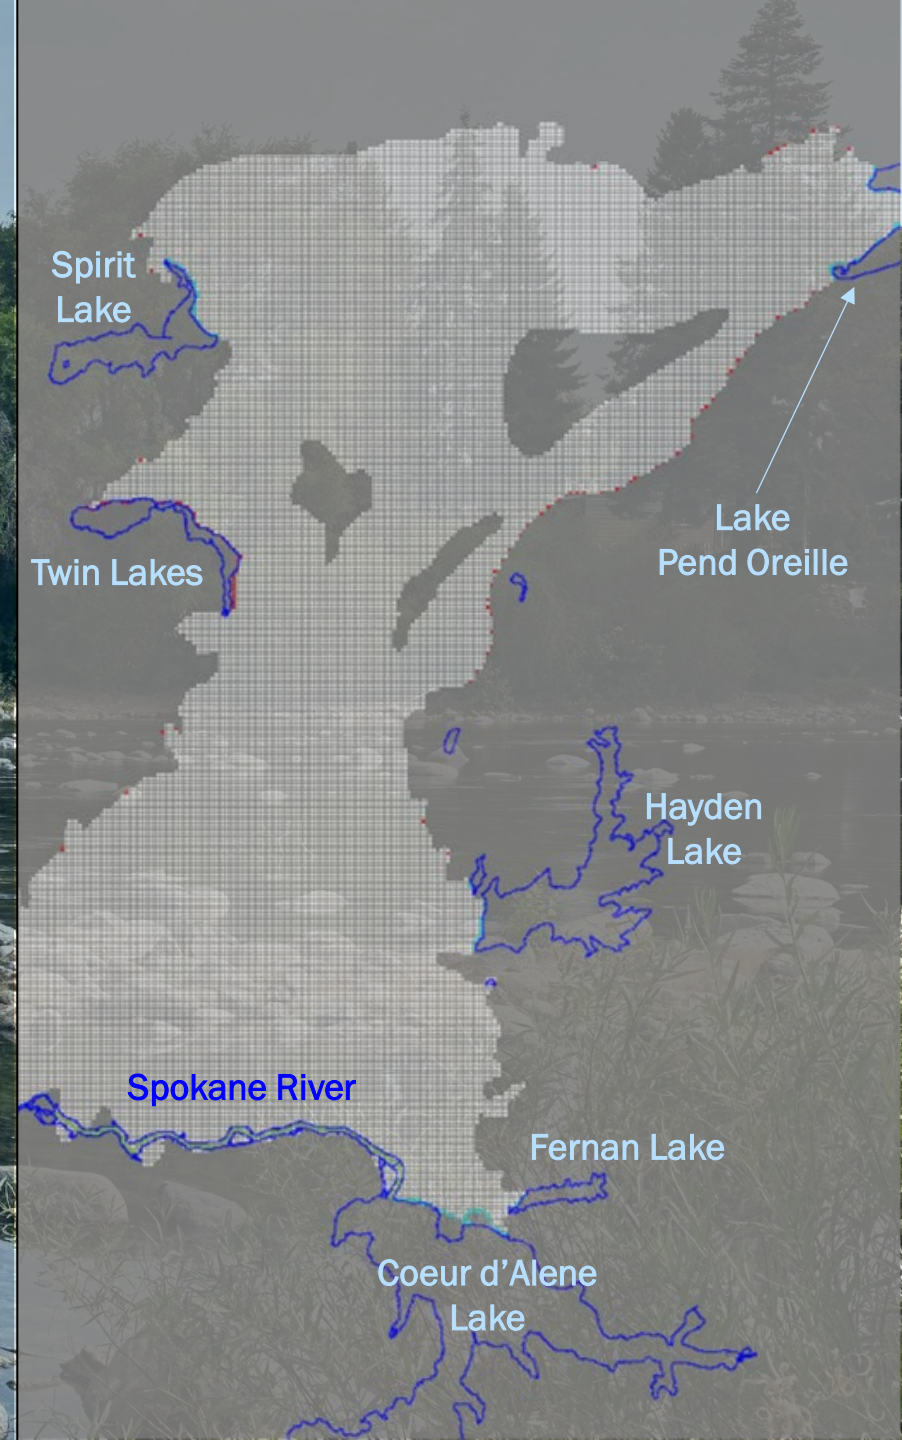 Spirit
Lake
Lake
Pend Oreille
Twin Lakes
Hayden
Lake
Spokane River
Fernan Lake
Coeur d’Alene
Lake